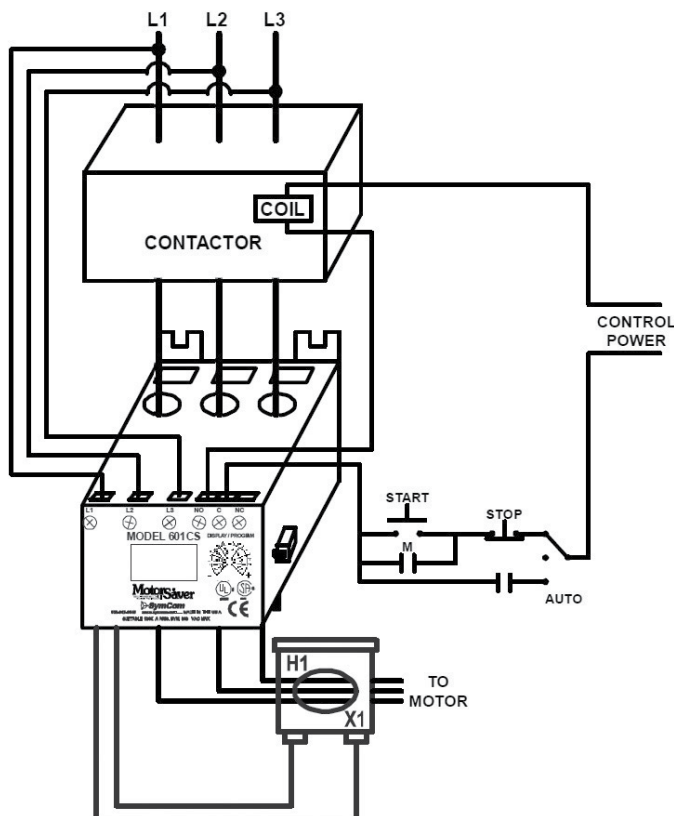 L1 L2 L3
COIL
CONTACTOR
CONTROL
POWER
L1 L2 L3 NO C NC
MODEL 601CS DISPLAY / PROGRAM
START
STOP
M
MotorSaver
UL
SymCom
CE
AUTO
H1
X1
TO
MOTOR